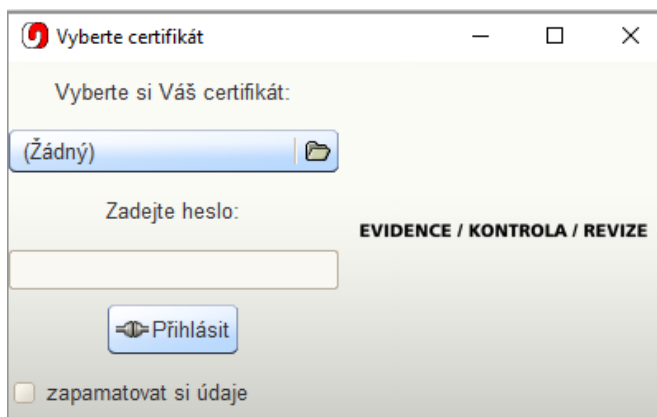 Vyberte certifikát
Vyberte si Váš certifikát:
(Žádný)
Zadejte heslo:
EVIDENCE / KONTROLA / REVIZE
Přihlásit
zapamatovat si údaje